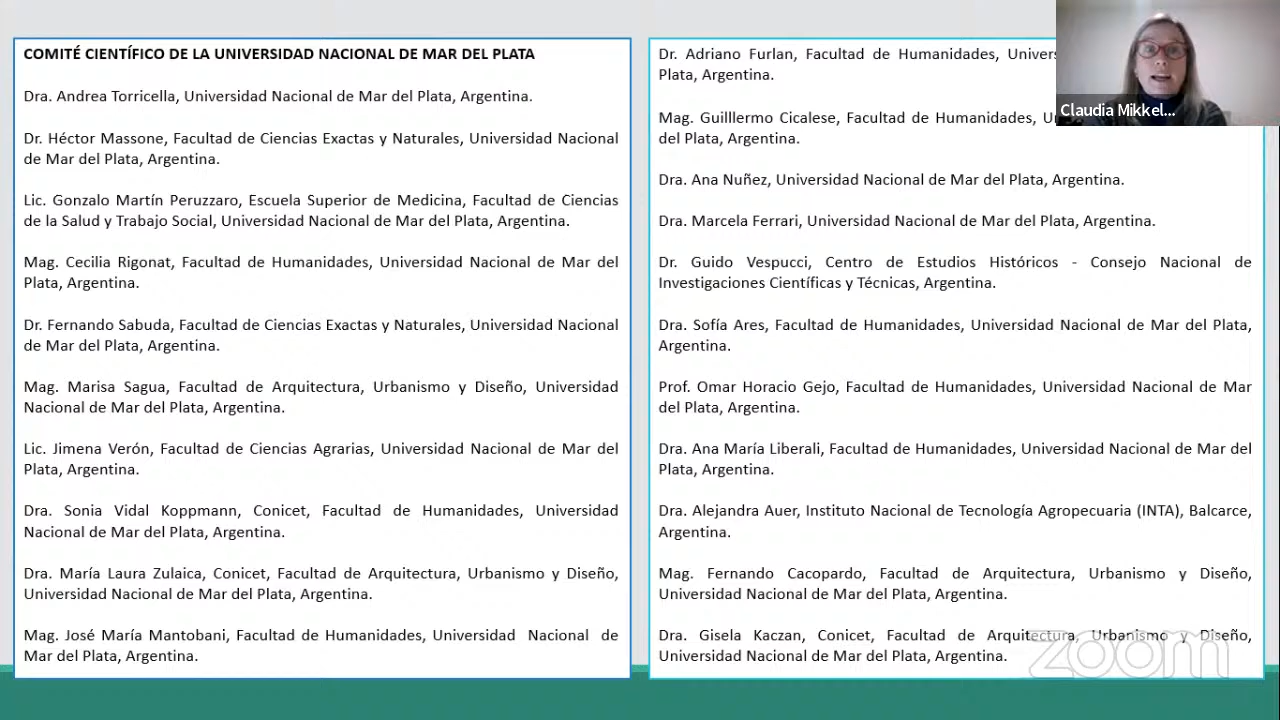 COMITÉ CIENTÍFICO DE LA UNIVERSIDAD NACIONAL DE MAR DEL PLATA
Dra. Andrea Torricella, Universidad Nacional de Mar del Plata, Argentina.
Dr. Héctor Massone, Facultad de Ciencias Exactas y Naturales, Universidad Nacional
de Mar del Plata, Argentina.
Lic. Gonzalo Martín Peruzzaro, Escuela Superior de Medicina, Facultad de Ciencias
de la Salud y Trabajo Social, Universidad Nacional de Mar del Plata, Argentina.
Mag. Cecilia Rigonat, Facultad de Humanidades, Universidad Nacional de Mar del
Plata, Argentina.
Dr. Fernando Sabuda, Facultad de Ciencias Exactas y Naturales, Universidad Nacional
de Mar del Plata, Argentina.
Mag. Marisa Sagua, Facultad de Arquitectura, Urbanismo y Diseño, Universidad
Nacional de Mar del Plata, Argentina.
Lic. Jimena Verón, Facultad de Ciencias Agrarias, Universidad Nacional de Mar del
Plata, Argentina.
Dra. Sonia Vidal Koppmann, Conicet, Facultad de Humanidades, Universidad
Nacional de Mar del Plata, Argentina.
Dra. María Laura Zulaica, Conicet, Facultad de Arquitectura, Urbanismo y Diseño,
Universidad Nacional de Mar del Plata, Argentina.
Mag. José María Mantobani, Facultad de Humanidades, Universidad Nacional de
Mar del Plata, Argentina.
Dr. Adriano Furlan, Facultad de Humanidades,
Plata, Argentina.
Mag. Guilllermo Cicalese, Facultad de Humanidades,
del Plata, Argentina.
Dra. Ana Nuñez, Universidad Nacional de Mar del Plata, Argentina.
Dra. Marcela Ferrari, Universidad Nacional de Mar del Plata, Argentina.
Dr. Guido Vespucci, Centro de Estudios Históricos - Consejo Nacional de
Investigaciones Científicas y Técnicas, Argentina.
Dra. Sofía Ares, Facultad de Humanidades, Universidad Nacional de Mar del Plata,
Argentina.
Prof. Omar Horacio Gejo, Facultad de Humanidades, Universidad Nacional de Mar
del Plata, Argentina.
Dra. Ana María Liberali, Facultad de Humanidades, Universidad Nacional de Mar del
Plata, Argentina.
Dra. Alejandra Auer, Instituto Nacional de Tecnología Agropecuaria (INTA), Balcarce,
Argentina.
Mag. Fernando Cacopardo, Facultad de Arquitectura, Urbanismo y Diseño,
Universidad Nacional de Mar del Plata, Argentina.
Dra. Gisela Kaczan, Conicet, Facultad de Arquitectura, Urbanismo y Diseño,
Universidad Nacional de Mar del Plata, Argentina.
Claudia Mikkel...
zoom